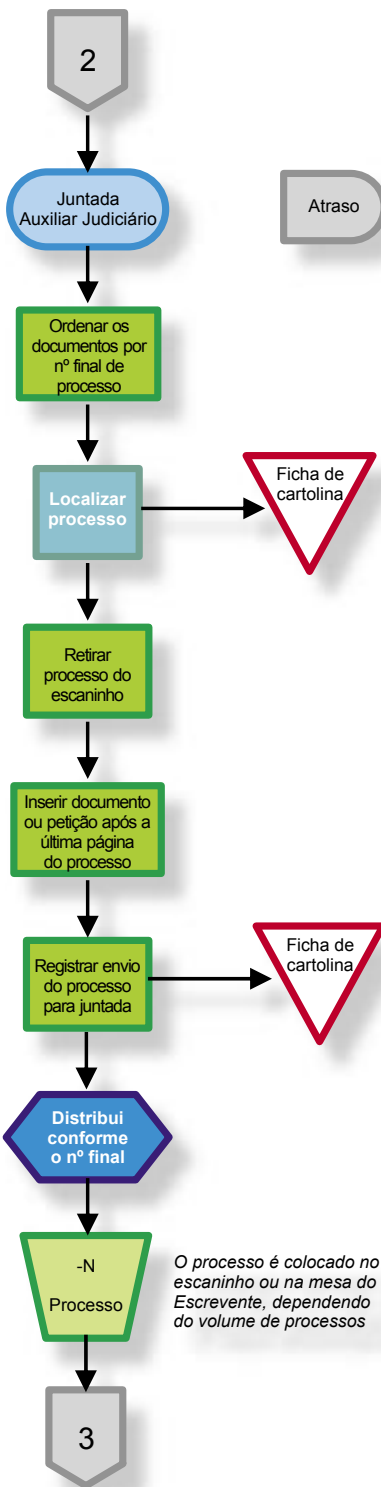 2
Juntada
Auxiliar Judiciário
Atraso
Ordenar os
documentos por
nº final de
processo
Localizar
processo
Ficha de
cartolina
Retirar
processo do
escaninho
Inserir documento
ou petição após a
última página
do processo
Registrar envio
do processo
para juntada
Ficha de
cartolina
Distribui
conforme
o nº final
-N
Processo
O processo é colocado no
escaninho ou na mesa do
Escrevente, dependendo
do volume de processos
3